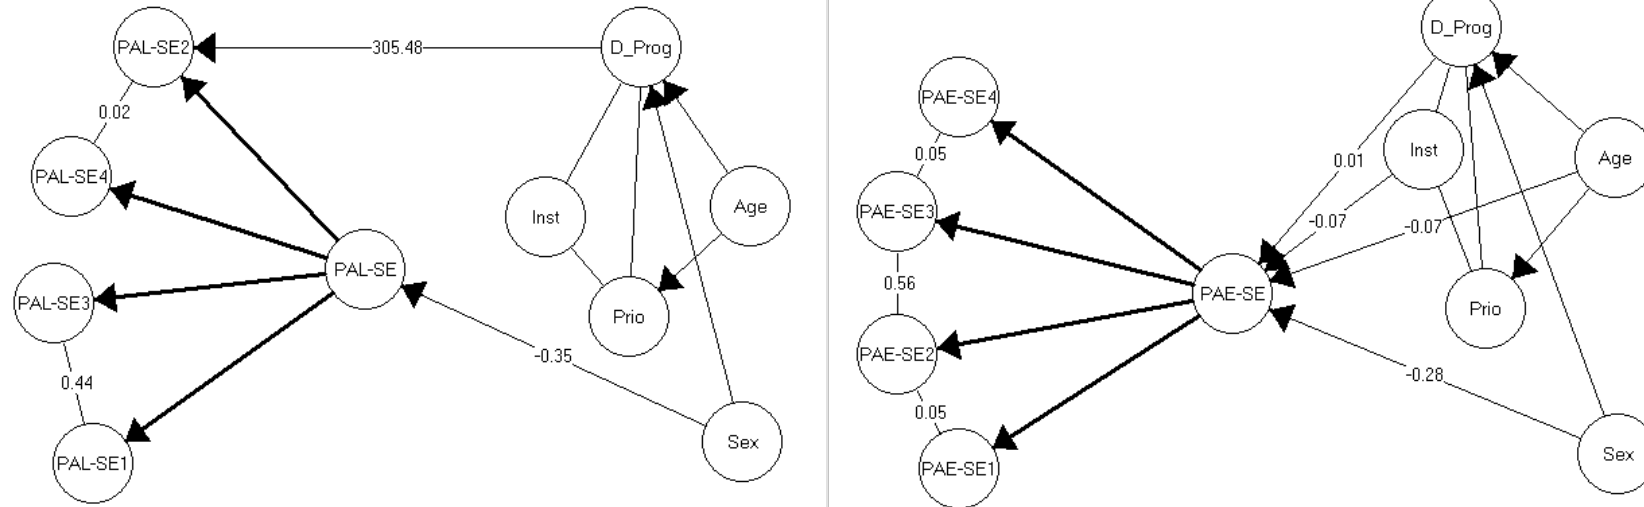 PAL-SE2
305.48
D_Prog
0.02
PAL-SE4
Inst
Age
PAL-SE
PAL-SE3
Prio
-0.35
0.44
Sex
PAL-SE1
D_Prog
PAE-SE4
0.05
0.01
Inst
Age
PAE-SE3
-0.07
-0.07
0.56
PAE-SE
Prio
PAE-SE2
-0.28
0.05
PAE-SE1
Sex